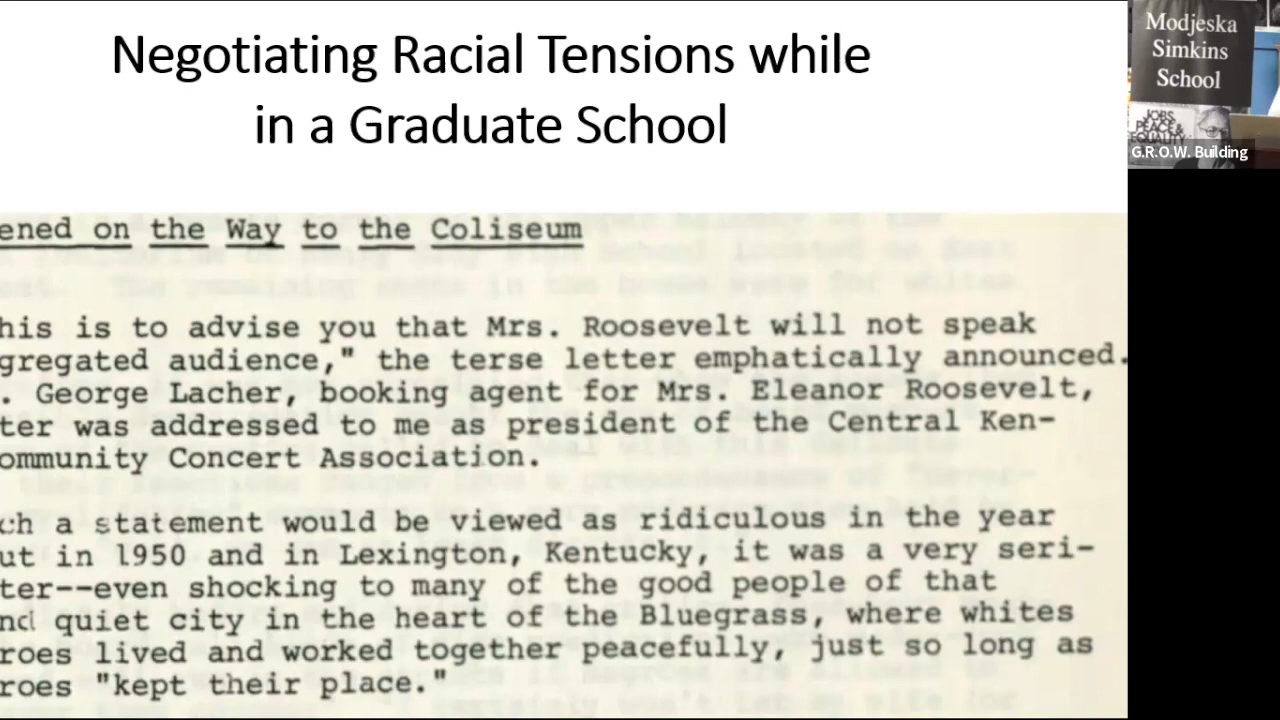 Negotiating Racial Tensions while
in a Graduate School
ened on the Way to the Coliseum
his is to advise you that Mrs. Roosevelt will not speak
gregated audience," the terse letter emphatically announced.
. George Lacher, booking agent for Mrs. Eleanor Roosevelt,
ter was addressed to me as president of the Central Ken-
ommunity Concert Association.
ch a statement would be viewed as ridiculous in the year
ut in 1950 and in Lexington, Kentucky, it was a very seri-
ter--even shocking to many of the good people of that
nd quiet city in the heart of the Bluegrass, where whites
roes lived and worked together peacefully, just so long as
roes "kept their place."
Modjeska
Simkins
School
JOBS
PEACE &
EQUALITY
G.R.O.W. Building